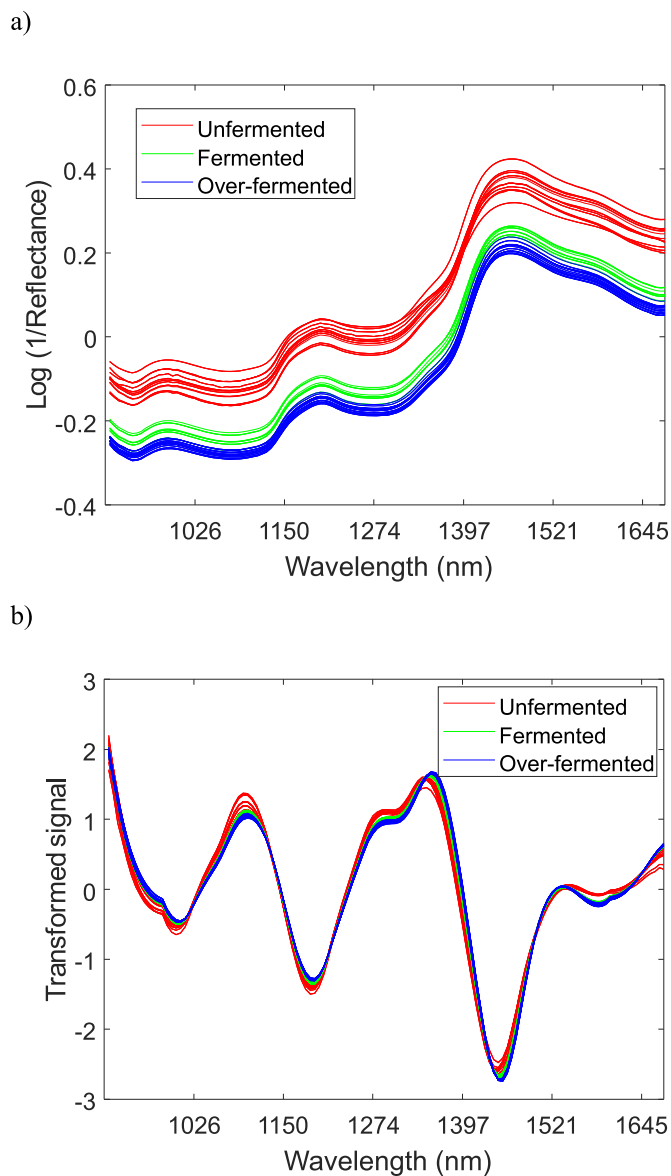 a)
0.6
0.4
0.2
0
-0.2
-0.4
Log (1/Reflectance)
Unfermented
Fermented
Over-fermented
1026 1150 1274 1397 1521 1645
Wavelength (nm)
b)
3
2
1
0
-1
-2
-3
Transformed signal
Unfermented
Fermented
Over-fermented
1026 1150 1274 1397 1521 1645
Wavelength (nm)